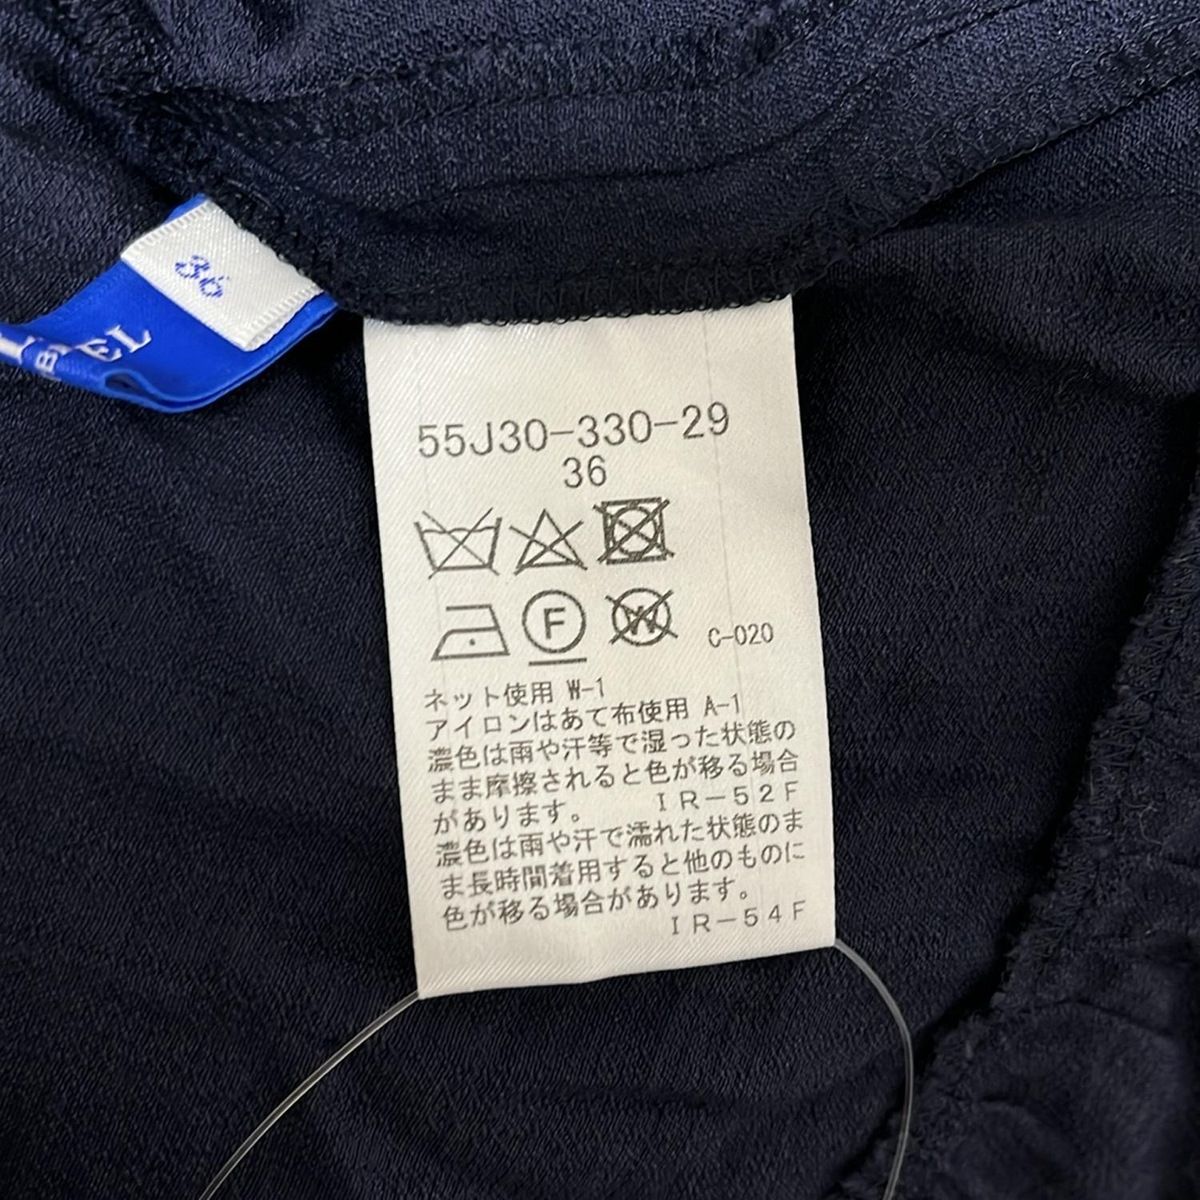 36
55J30-330-29
36
F
W
C-020
ネット使用 W-1
アイロンはあて布使用 A-1
濃色は雨や汗等で湿った状態の
まま摩擦されると色が移る場合
があります。 IR-52F
濃色は雨や汗で濡れた状態のま
ま長時間着用すると他のものに
色が移る場合があります。
IR-54F